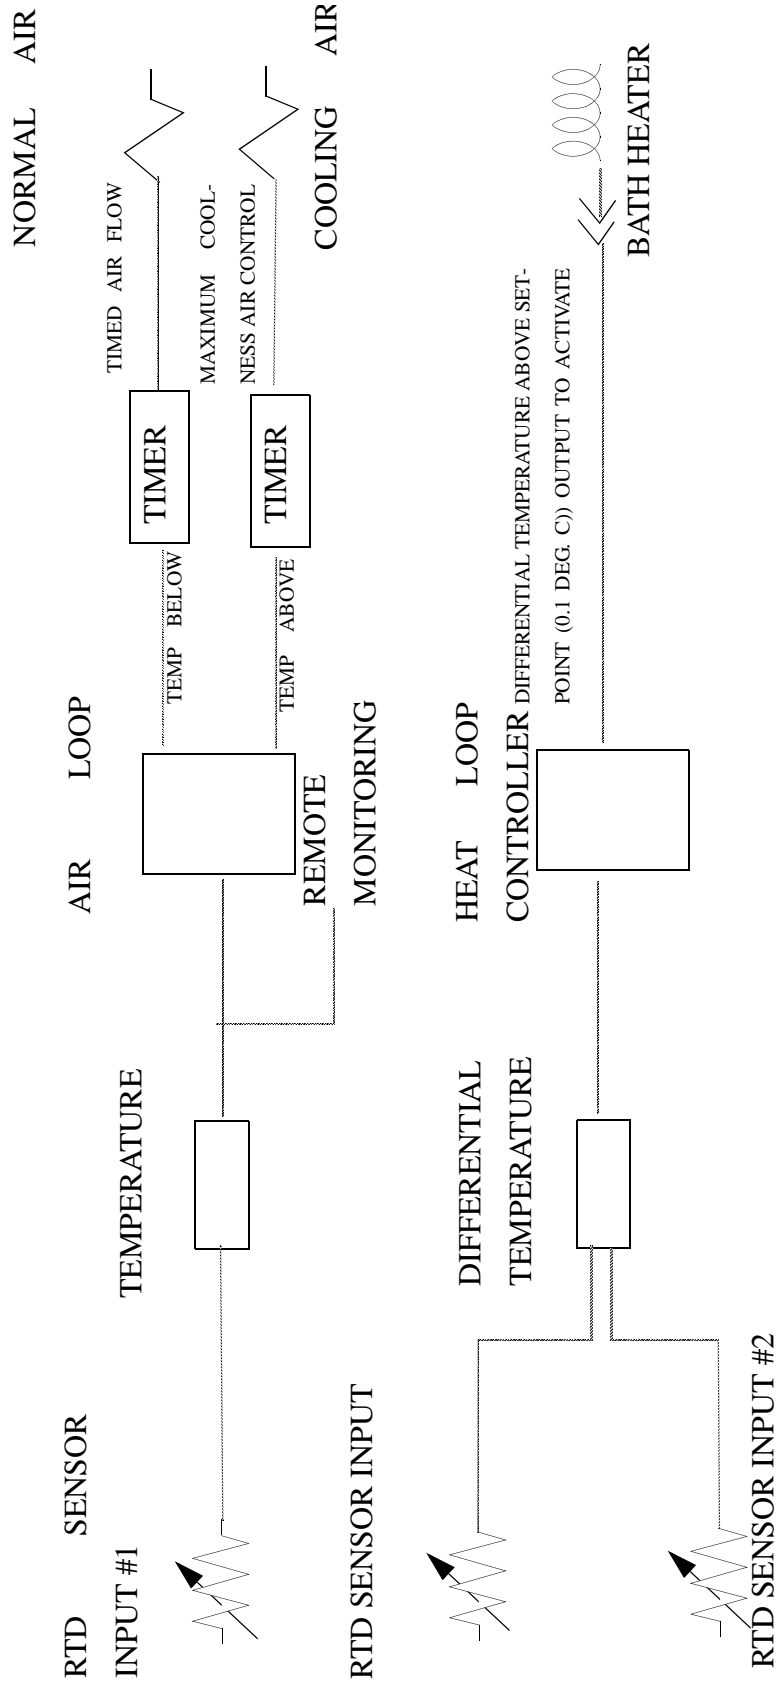 NORMAL AIR
TIMED AIR FLOW
TIMER
TEMP BELOW
MAXIMUM COOL-
NESS AIR CONTROL
TIMER
TEMP ABOVE
COOLING AIR
AIR LOOP
REMOTE
MONITORING
TEMPERATURE
RTD SENSOR
INPUT #1
BATH HEATER
DIFFERENTIAL TEMPERATURE ABOVE SET-
POINT (0.1 DEG. C)) OUTPUT TO ACTIVATE
HEAT LOOP
CONTROLLER
DIFFERENTIAL
TEMPERATURE
RTD SENSOR INPUT
RTD SENSOR INPUT #2